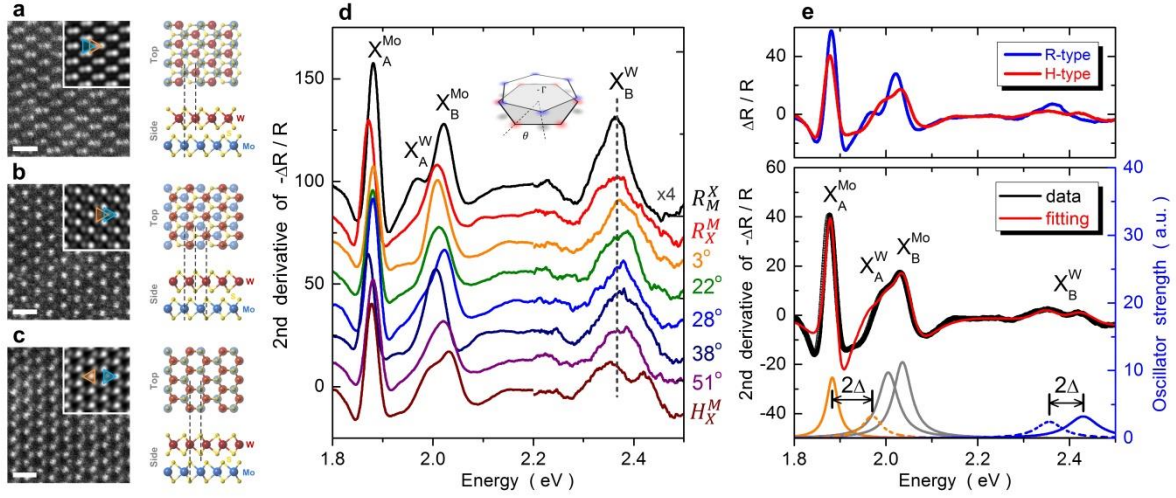 a
Top
Side
W
Mo
b
Top
Side
W
Mo
c
Top
Side
W
Mo
d
2nd derivative of -ΔR / R
150
100
50
0
X_A^Mo
X_A^W
X_B^Mo
X_B^W
Γ
θ
x4
R_M^X
R_X^M
3°
22°
28°
38°
51°
H_X^M
1.8 2.0 2.2 2.4
Energy ( eV )
e
ΔR / R
40
0
R-type
H-type
2nd derivative of -ΔR / R
60
40
20
0
-20
-40
X_A^Mo
X_A^W
X_B^Mo
X_B^W
data
fitting
2Δ
2Δ
40
30
20
10
0
Oscillator strength ( a.u. )
1.8 2.0 2.2 2.4
Energy ( eV )